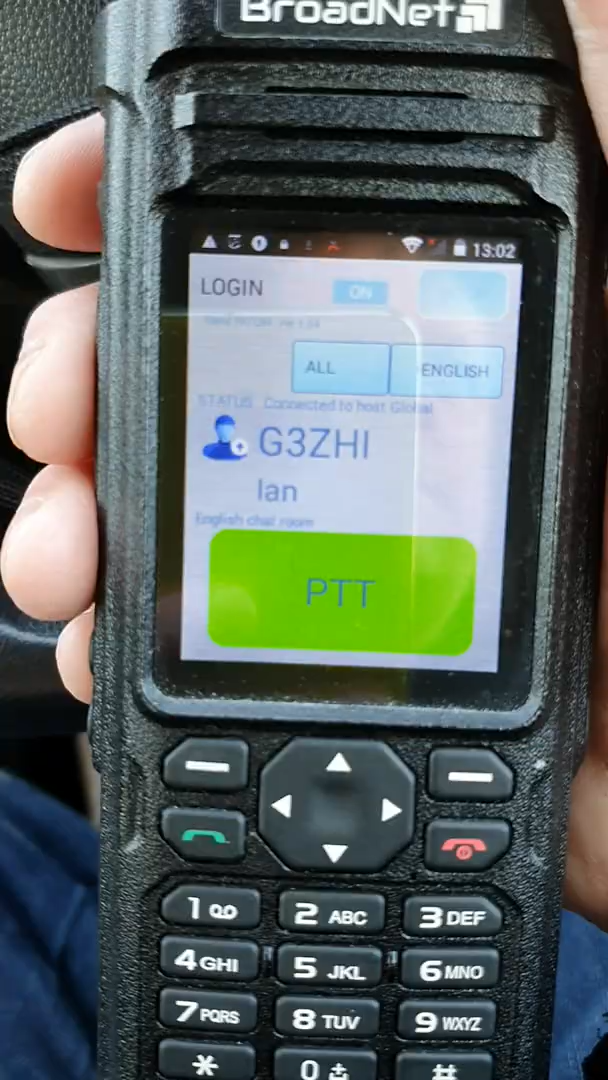 BroadNet
13:02
LOGIN ON
ALL ENGLISH
STATUS Connected to host Global
G3ZHI
Ian
English chat room
PTT
1 2 ABC 3 DEF
4 GHI 5 JKL 6 MNO
7 PQRS 8 TUV 9 WXYZ
* 0 #